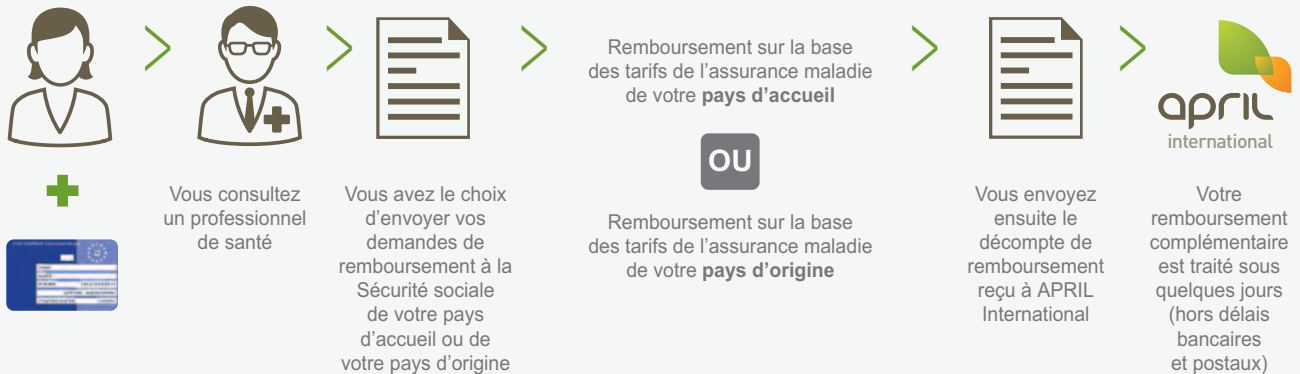 Vous consultez
un professionnel
de santé
Vous avez le choix
d’envoyer vos
demandes de
remboursement à la
Sécurité sociale
de votre pays
d’accueil ou de
votre pays d’origine
Remboursement sur la base
des tarifs de l’assurance maladie
de votre pays d’accueil
OU
Remboursement sur la base
des tarifs de l’assurance maladie
de votre pays d’origine
Vous envoyez
ensuite le
décompte de
remboursement
reçu à APRIL
International
april
international
Votre
remboursement
complémentaire
est traité sous
quelques jours
(hors délais
bancaires
et postaux)